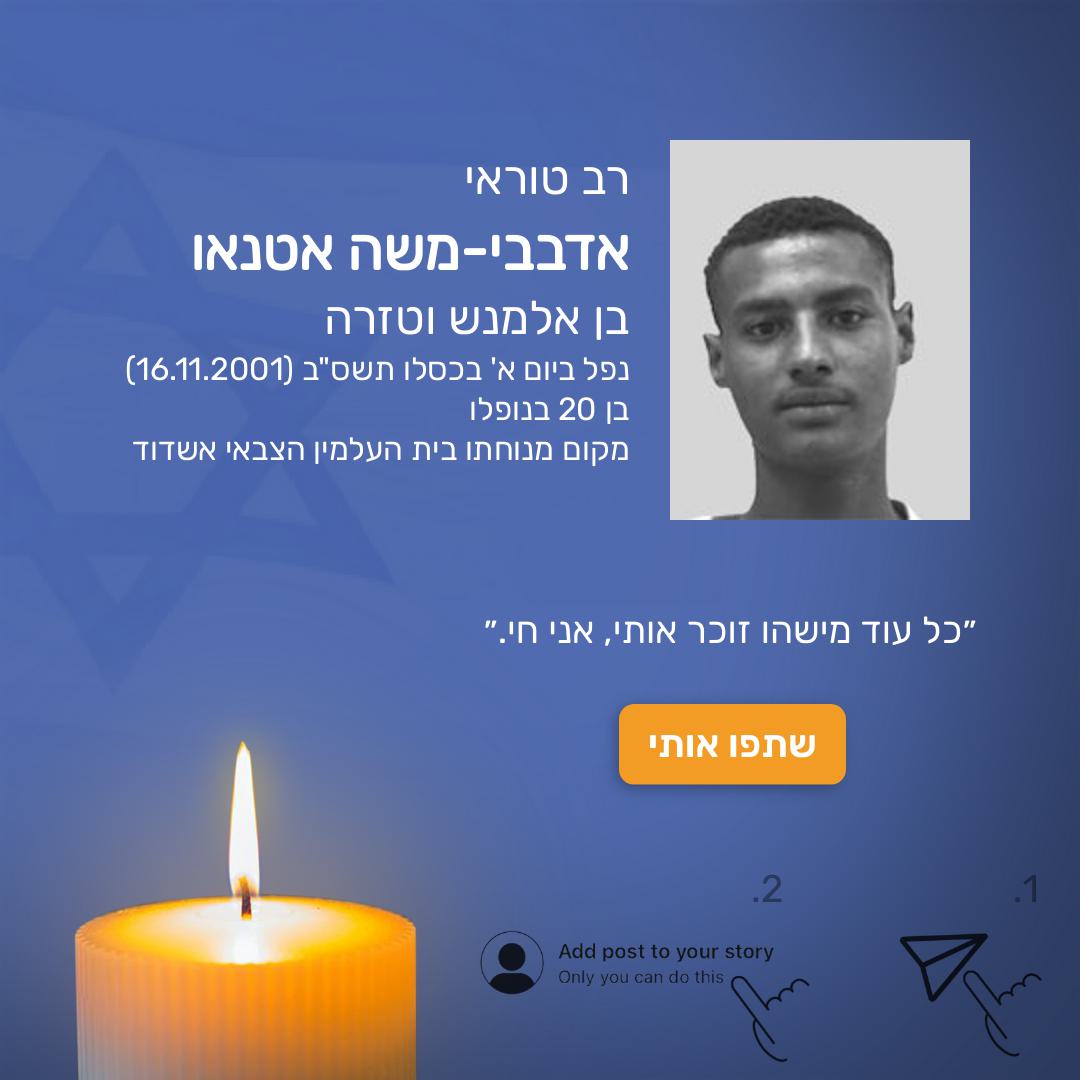 רב טוראי
אדבבי-משה אטנאו
בן אלמנש וטזרה
נפל ביום א' בכסלו תשס"ב (16.11.2001)
בן 20 בנופלו
מקום מנוחתו בית העלמין הצבאי אשדוד
״כל עוד מישהו זוכר אותי, אני חי.״
שתפו אותי
1.
2.
Add post to your story
Only you can do this